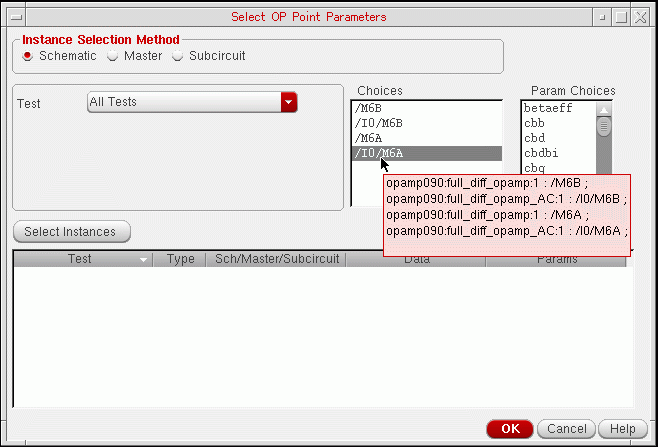 Select OP Point Parameters
Instance Selection Method
Schematic Master Subcircuit
Test All Tests
Choices
/M6B
/I0/M6B
/M6A
/I0/M6A
Param Choices
betaeff
cbb
cbd
cbdbi
cbg
opamp090:full_diff_opamp:1 : /M6B ;
opamp090:full_diff_opamp_AC:1 : /I0/M6B ;
opamp090:full_diff_opamp:1 : /M6A ;
opamp090:full_diff_opamp_AC:1 : /I0/M6A ;
Select Instances
Test Type Sch/Master/Subcircuit Data Params
OK Cancel Help